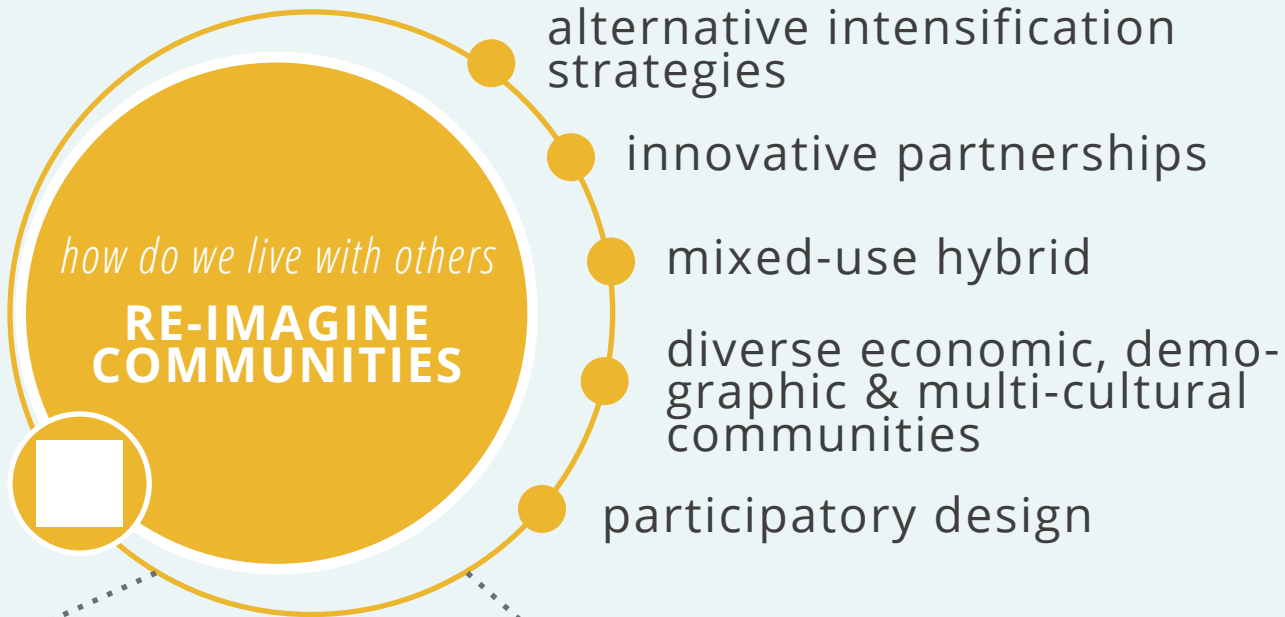 alternative intensification
strategies
innovative partnerships
how do we live with others
RE-IMAGINE
COMMUNITIES
mixed-use hybrid
diverse economic, demo-
graphic & multi-cultural
communities
participatory design